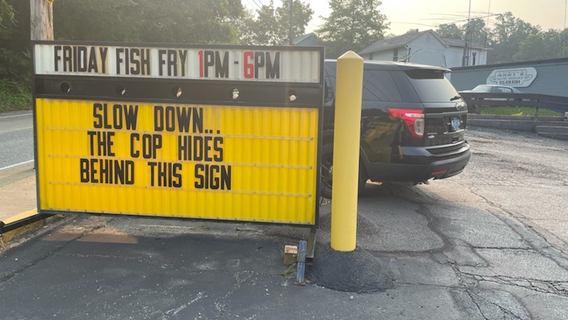 FRIDAY FISH FRY 1PM-6PM
SLOW DOWN...
THE COP HIDES
BEHIND THIS SIGN